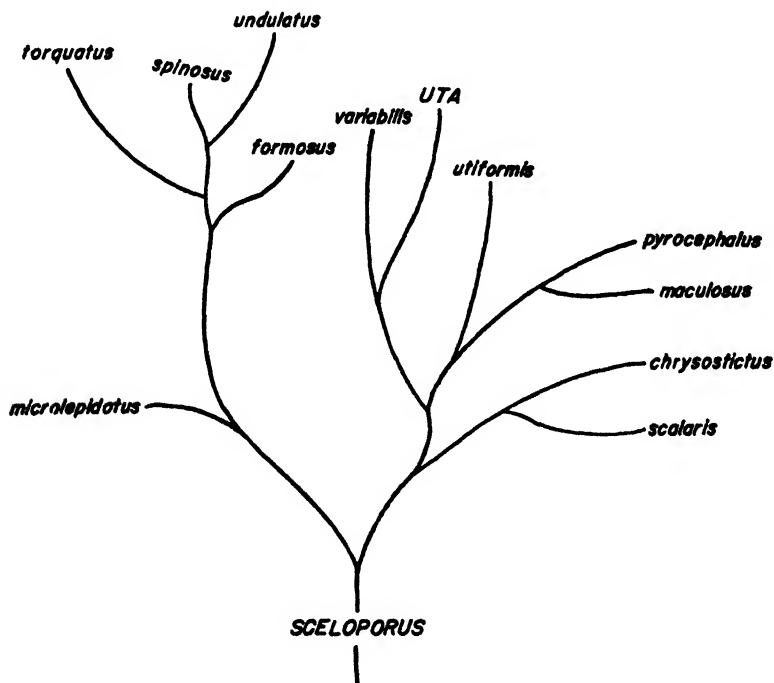 undulatus
torquatus
spinosus
UTA
variabilis
formosus
utiformis
pyrocephalus
maculosus
chrysostictus
microlepidotus
scalaris
SCELOPORUS